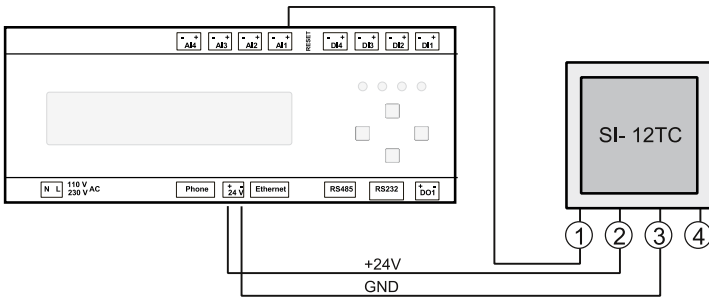 - + - + - + - + RESET - + - + - + - +
AI4 AI3 AI2 AI1 DI4 DI3 DI2 DI1
SI- 12TC
N L 110 V AC
230 V
Phone + - Ethernet RS485 RS232 + -
24 V DO1
1 2 3 4
+24V
GND